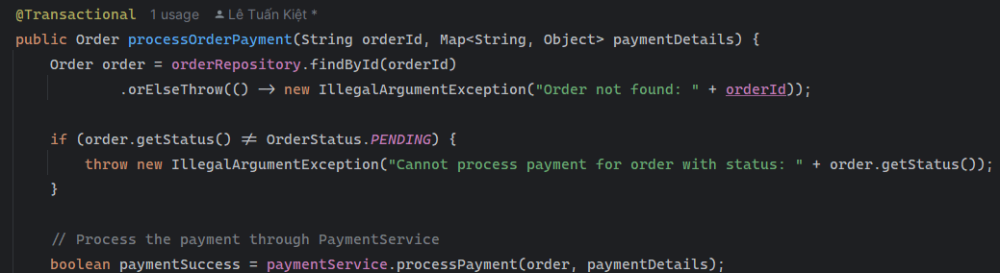 @Transactional 1 usage Lê Tuấn Kiệt *
public Order processOrderPayment(String orderId, Map<String, Object> paymentDetails) {
Order order = orderRepository.findById(orderId)
.orElseThrow(() -> new IllegalArgumentException("Order not found: " + orderId));
if (order.getStatus() != OrderStatus.PENDING) {
throw new IllegalArgumentException("Cannot process payment for order with status: " + order.getStatus());
}
// Process the payment through PaymentService
boolean paymentSuccess = paymentService.processPayment(order, paymentDetails);